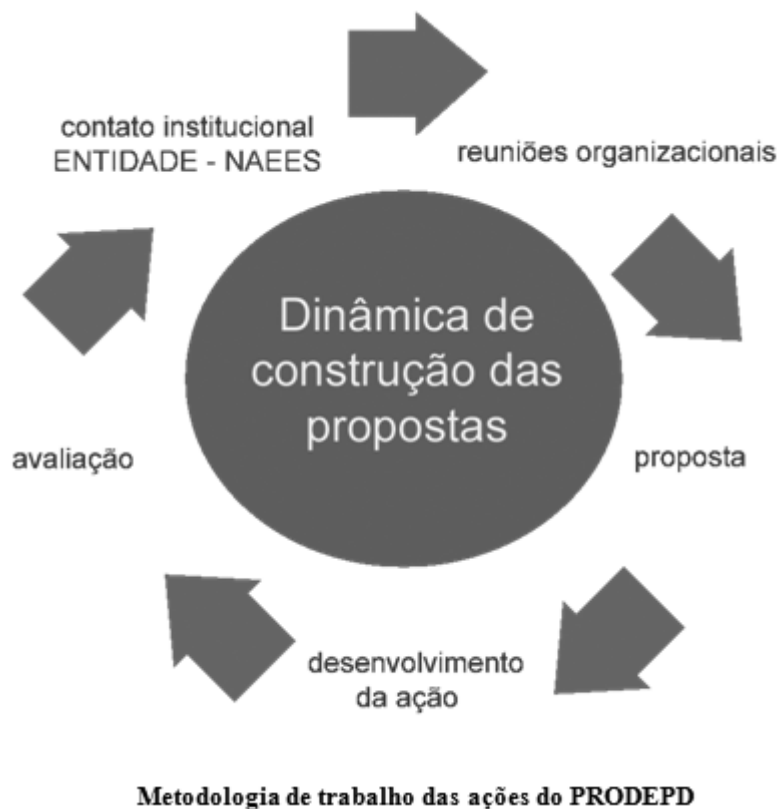 contato institucional
ENTIDADE - NAEES
reuniões organizacionais
Dinâmica de
construção das
propostas
avaliação
proposta
desenvolvimento
da ação
Metodologia de trabalho das ações do PRODEPD